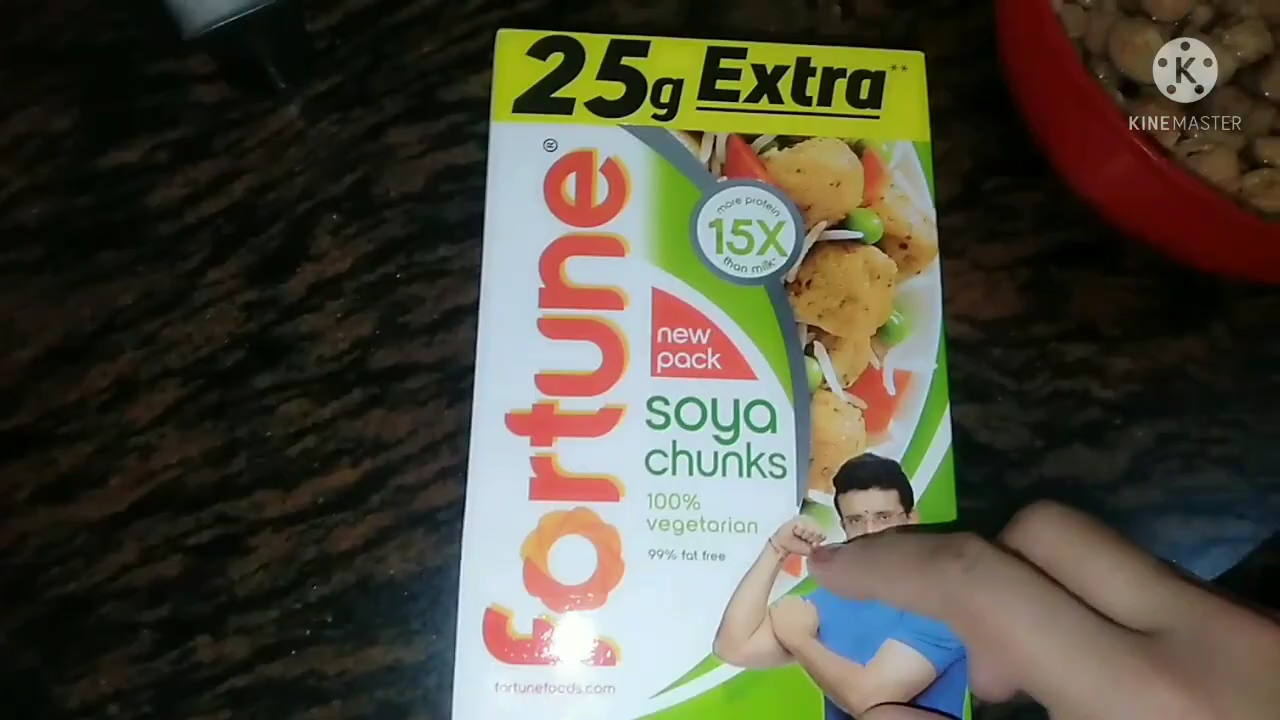 25g Extra**
fortune®
more protein
15X
than milk*
new
pack
soya
chunks
100%
vegetarian
99% fat free
fortunefoods.com
K
KINEMASTER